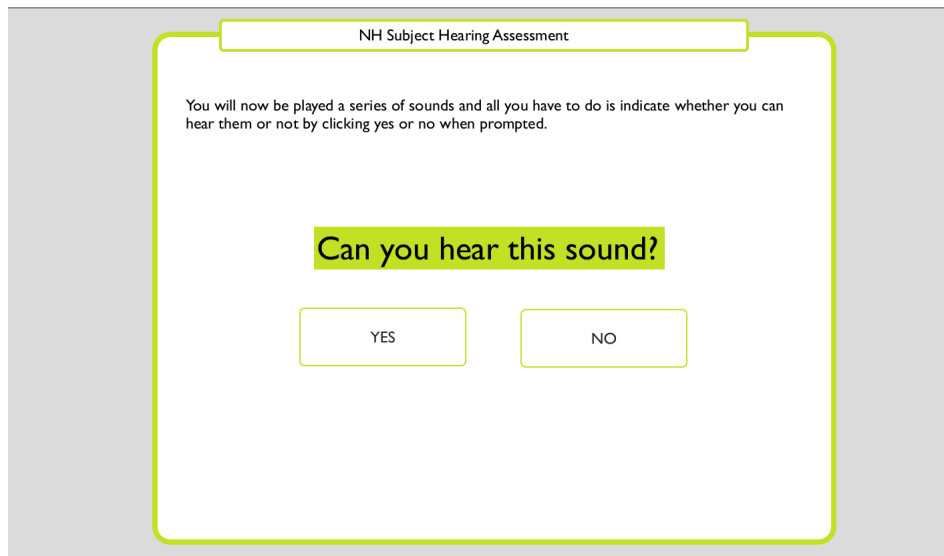 NH Subject Hearing Assessment
You will now be played a series of sounds and all you have to do is indicate whether you can
hear them or not by clicking yes or no when prompted.
Can you hear this sound?
YES
NO